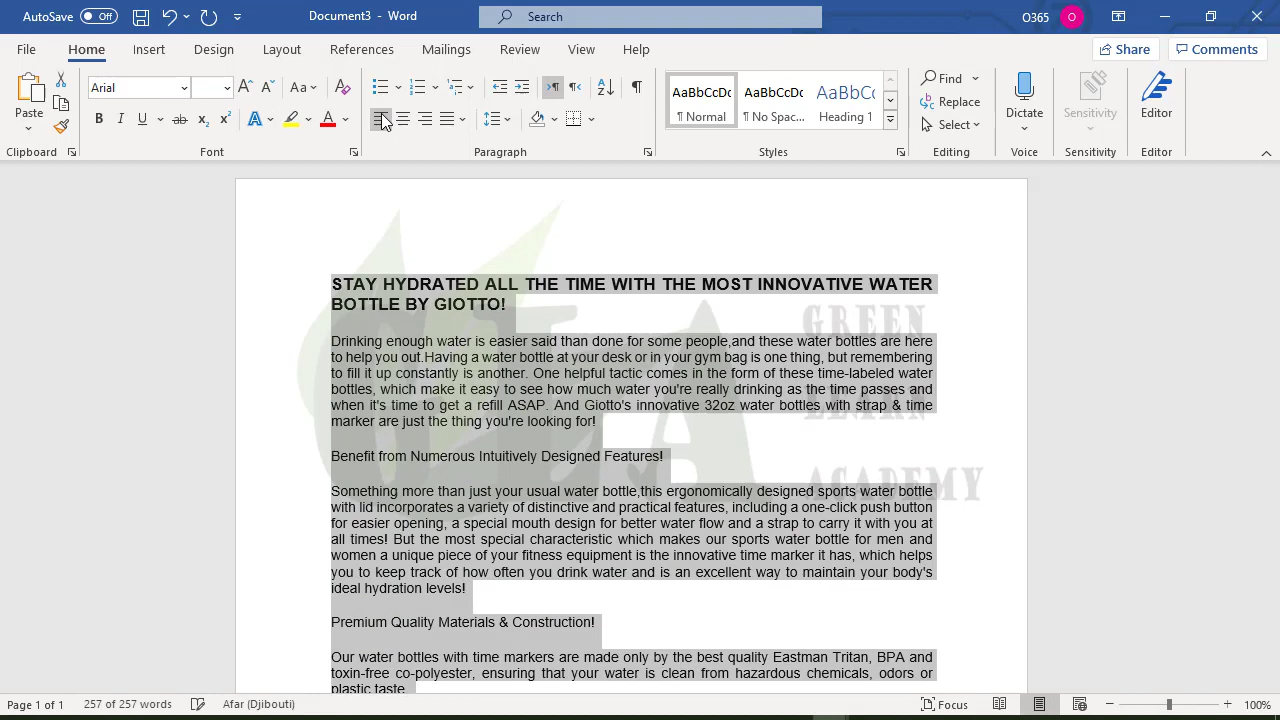 AutoSave Off Document3 - Word Search O365 O
File Home Insert Design Layout References Mailings Review View Help Share Comments
Paste Arial Aa AaBbCcDc AaBbCcDc AaBbCc Find Replace Select Dictate Sensitivity Editor
B I U ab x₂ x² A A ¶ Normal ¶ No Spac... Heading 1
Clipboard Font Paragraph Styles Editing Voice Sensitivity Editor
STAY HYDRATED ALL THE TIME WITH THE MOST INNOVATIVE WATER
BOTTLE BY GIOTTO!
Drinking enough water is easier said than done for some people,and these water bottles are here
to help you out.Having a water bottle at your desk or in your gym bag is one thing, but remembering
to fill it up constantly is another. One helpful tactic comes in the form of these time-labeled water
bottles, which make it easy to see how much water you're really drinking as the time passes and
when it's time to get a refill ASAP. And Giotto's innovative 32oz water bottles with strap & time
marker are just the thing you're looking for!
Benefit from Numerous Intuitively Designed Features!
Something more than just your usual water bottle,this ergonomically designed sports water bottle
with lid incorporates a variety of distinctive and practical features, including a one-click push button
for easier opening, a special mouth design for better water flow and a strap to carry it with you at
all times! But the most special characteristic which makes our sports water bottle for men and
women a unique piece of your fitness equipment is the innovative time marker it has, which helps
you to keep track of how often you drink water and is an excellent way to maintain your body's
ideal hydration levels!
Premium Quality Materials & Construction!
Our water bottles with time markers are made only by the best quality Eastman Tritan, BPA and
toxin-free co-polyester, ensuring that your water is clean from hazardous chemicals, odors or
plastic taste.
GLA
GREEN
LEARN
ACADEMY
Page 1 of 1 257 of 257 words Afar (Djibouti) Focus 100%